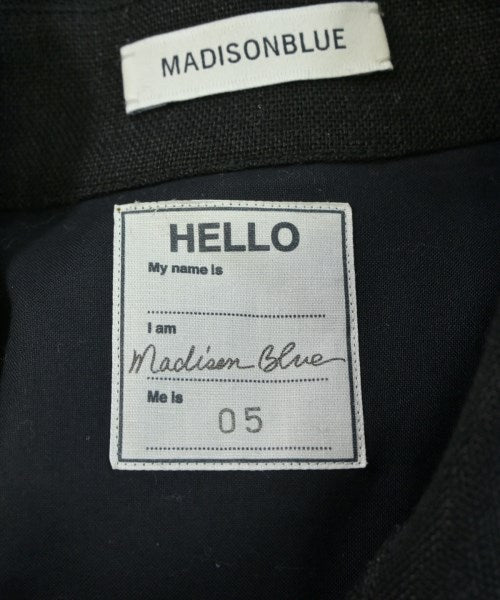 MADISONBLUE
HELLO
My name is
I am
Madison Blue
Me is
05